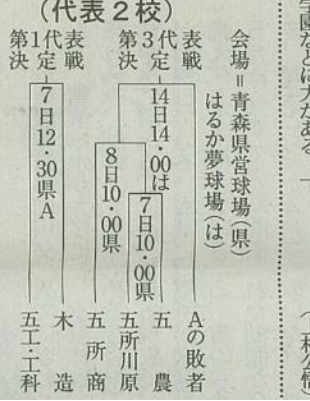 (代表2校)
会場＝青森県営球場(県)
はるか夢球場(は)
第3代表決定戦
14日14・00は
8日10・00県
7日10・00県
Aの敗者
五農
五所川原
五所商
第1代表決定戦
7日12・30県A
木造
五工・工科